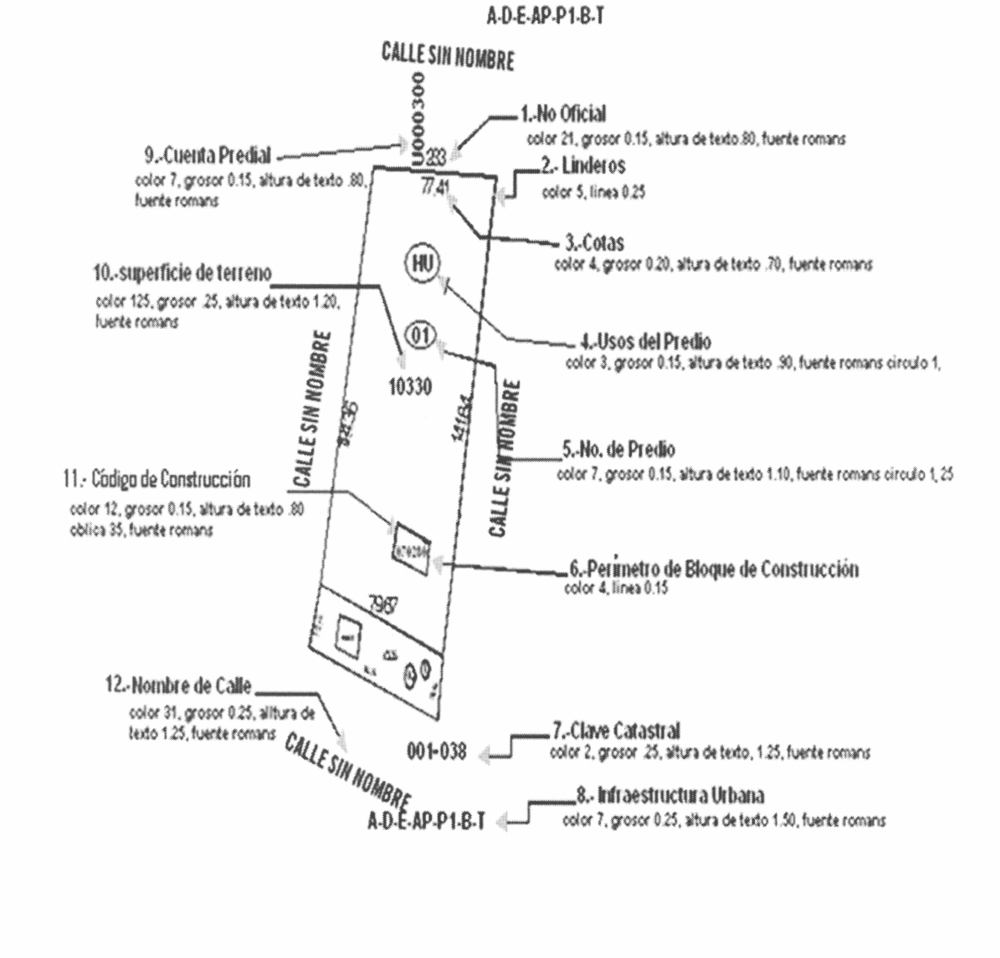 A-D-E-AP-P1-B-T
CALLE SIN NOMBRE
U000300
1.-No Oficial
color 21, grosor 0.15, altura de texto.80, fuente romans
9.-Cuenta Predial
color 7, grosor 0.15, altura de texto .80,
fuente romans
2.- Linderos
color 5, linea 0.25
77.41
3.-Cotas
color 4, grosor 0.20, altura de texto .70, fuente romans
HU
10.-superficie de terreno
color 125, grosor .25, altura de texto 1.20,
fuente romans
01
4.-Usos del Predio
color 3, grosor 0.15, altura de texto .90, fuente romans circulo 1,
10330
CALLE SIN NOMBRE
CALLE SIN NOMBRE
5.-No. de Predio
color 7, grosor 0.15, altura de texto 1.10, fuente romans circulo 1,25
11.- Código de Construcción
color 12, grosor 0.15, altura de texto .80
oblica 35, fuente romans
6.-Perímetro de Bloque de Construcción
color 4, linea 0.15
79.67
12.-Nombre de Calle
color 31, grosor 0.25, alltura de
texto 1.25, fuente romans
CALLE SIN NOMBRE
7.-Clave Catastral
color 2, grosor .25, altura de texto, 1.25, fuente romans
001-038
8.- Infraestructura Urbana
color 7, grosor 0.25, altura de texto 1.50, fuente romans
A-D-E-AP-P1-B-T